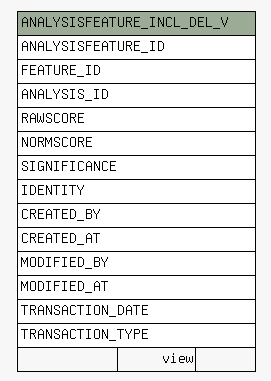 ANALYSISFEATURE_INCL_DEL_V
ANALYSISFEATURE_ID
FEATURE_ID
ANALYSIS_ID
RAWSCORE
NORMSCORE
SIGNIFICANCE
IDENTITY
CREATED_BY
CREATED_AT
MODIFIED_BY
MODIFIED_AT
TRANSACTION_DATE
TRANSACTION_TYPE
view